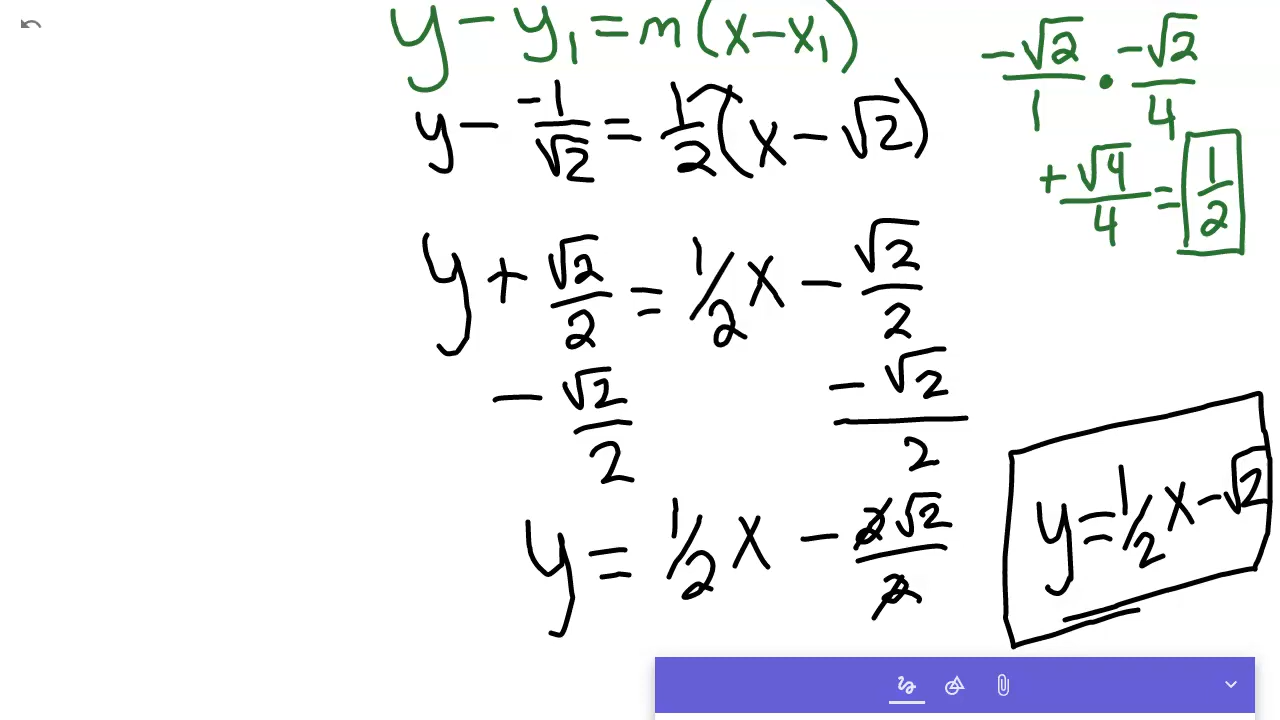 y - y₁ = m(x - x₁)
y - -1/√2 = 1/2(x - √2)
y + √2/2 = 1/2x - √2/2
- √2/2 - √2/2
y = 1/2x - 2√2/2
-√2/1 · -√2/4
+√4/4 = 1/2
y = 1/2x - √2